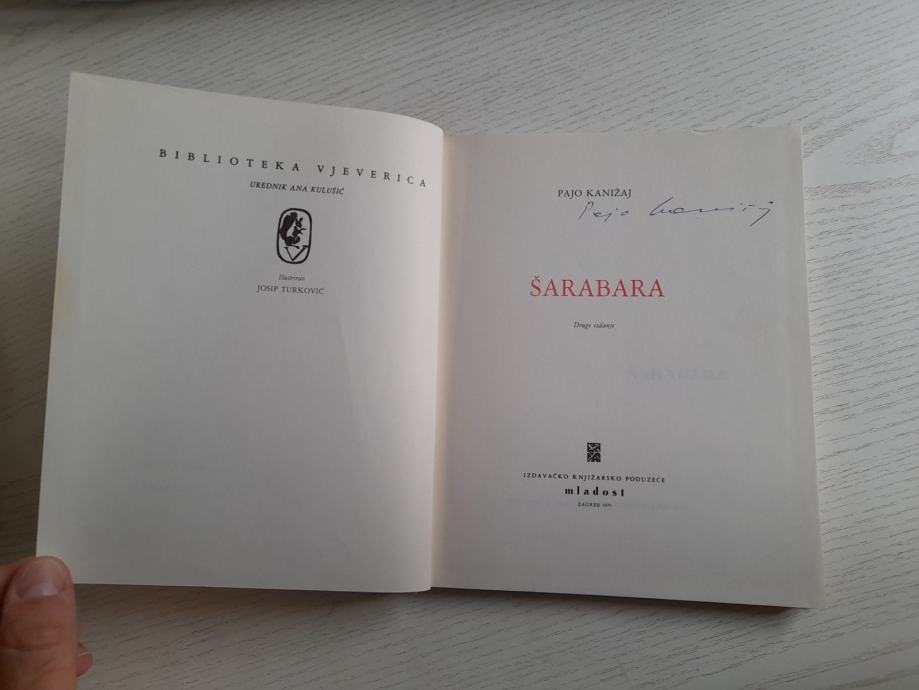 BIBLIOTEKA VJEVERICA
UREDNIK ANA KULUŠIĆ
Ilustrirao
JOSIP TURKOVIĆ
PAJO KANIŽAJ
Pajo Kanižaj
ŠARABARA
Drugo izdanje
IZDAVAČKO KNJIŽARSKO PODUZEĆE
mladost
ZAGREB